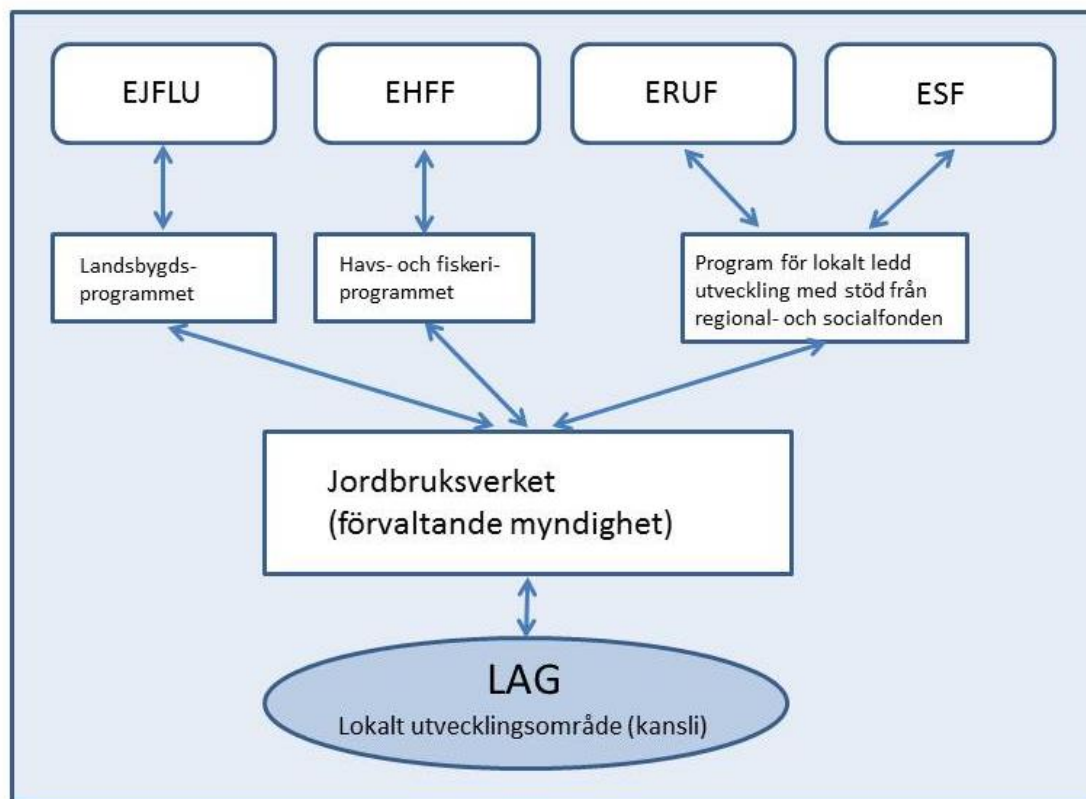 EJFLU
EHFF
ERUF
ESF
Landsbygds-
programmet
Havs- och fiskeri-
programmet
Program för lokalt ledd
utveckling med stöd från
regional- och socialfonden
Jordbruksverket
(förvaltande myndighet)
LAG
Lokalt utvecklingsområde (kansli)